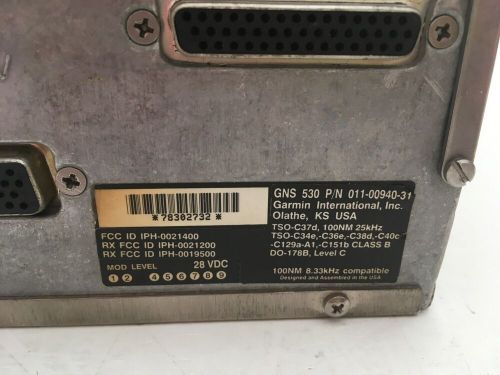 GNS 530 P/N 011-00940-31
Garmin International, Inc.
Olathe, KS USA
TSO-C37d, 100NM 25kHz
TSO-C34e, -C36e, -C38d, -C40c
-C129a-A1, -C151b CLASS B
DO-178B, Level C
100NM 8.33kHz compatible
Designed and Assembled in the USA
*78302732*
FCC ID IPH-0021400
RX FCC ID IPH-0021200
RX FCC ID IPH-0019500
MOD LEVEL 28 VDC
1 2 4 5 6 7 8 9